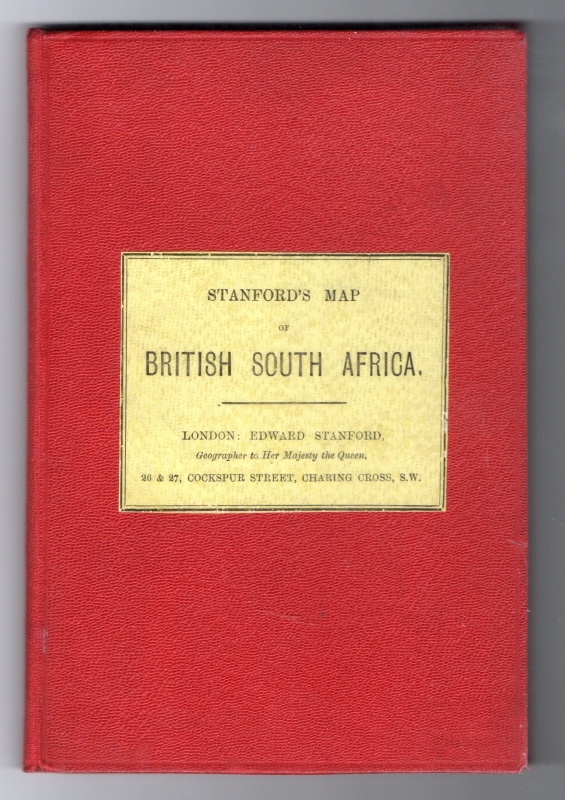 STANFORD'S MAP
OF
BRITISH SOUTH AFRICA.
LONDON: EDWARD STANFORD,
Geographer to Her Majesty the Queen,
26 & 27, COCKSPUR STREET, CHARING CROSS, S.W.